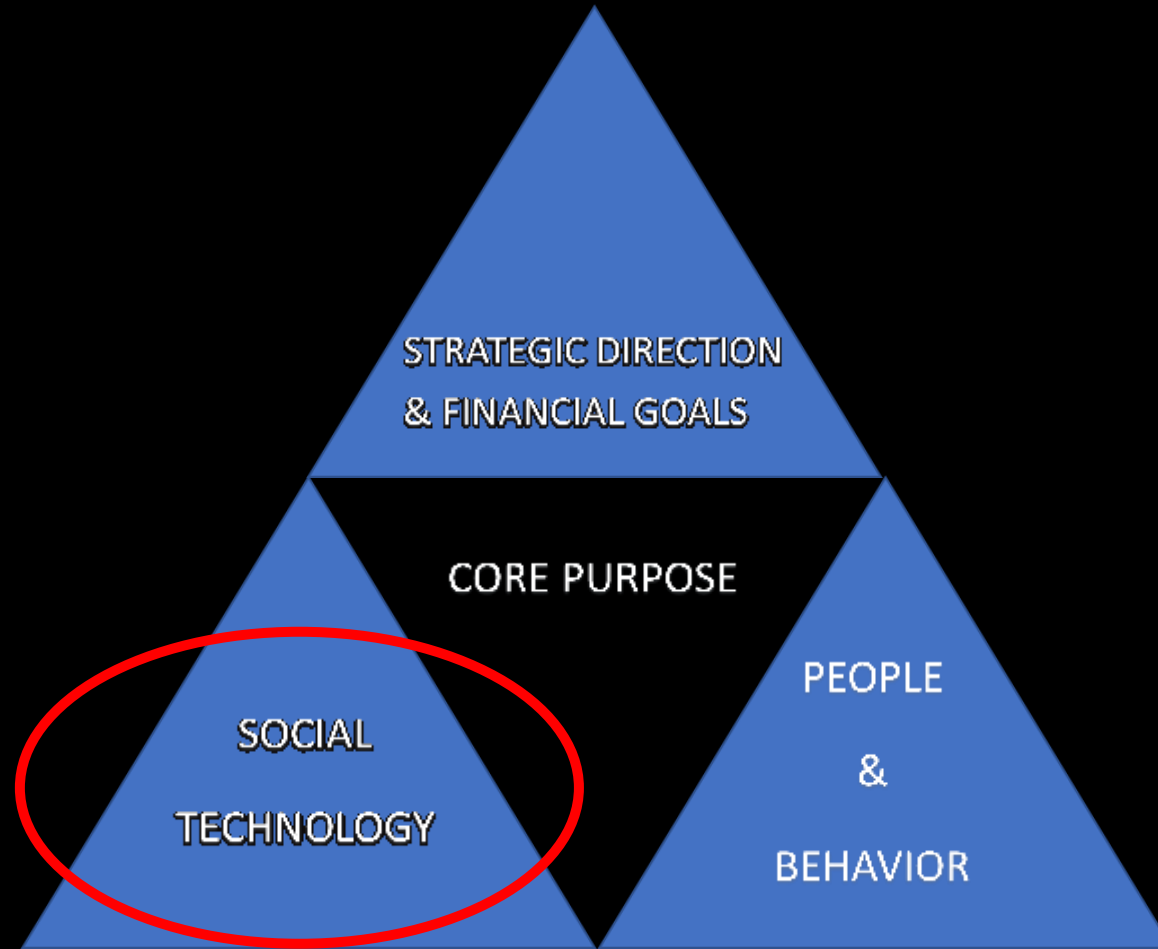 STRATEGIC DIRECTION
& FINANCIAL GOALS
CORE PURPOSE
SOCIAL
TECHNOLOGY
PEOPLE
&
BEHAVIOR